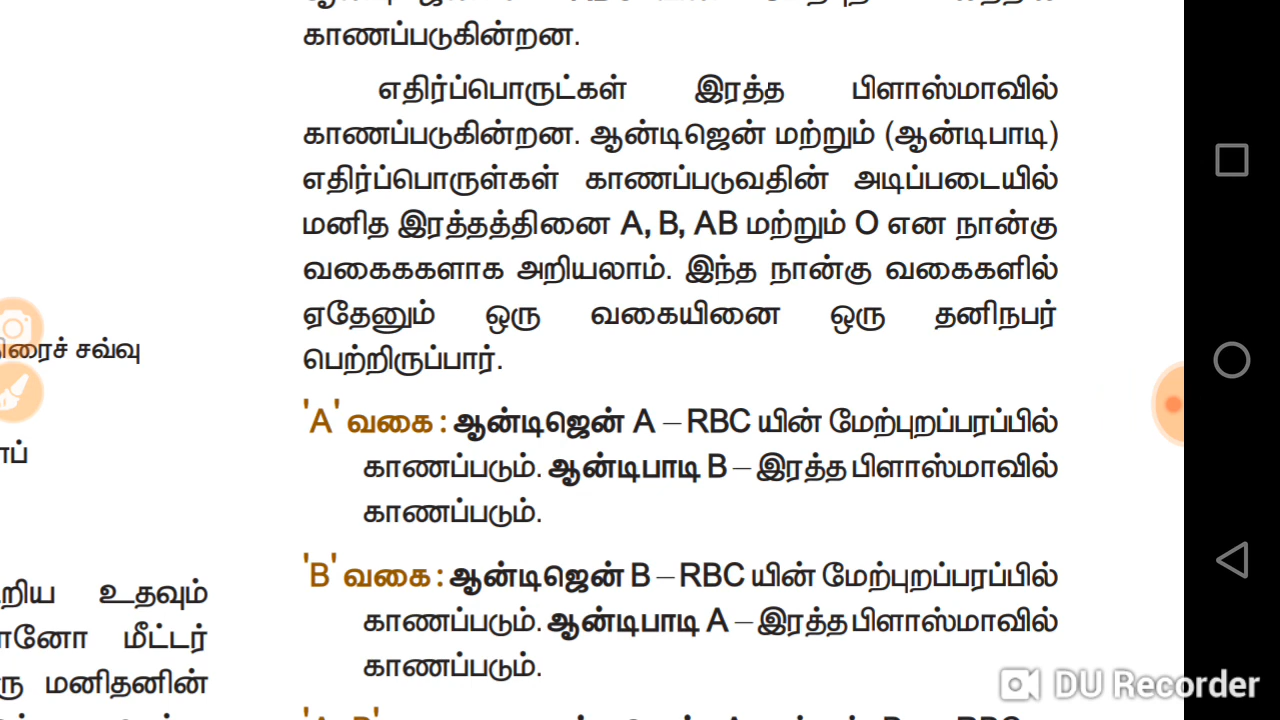 காணப்படுகின்றன.
எதிர்ப்பொருட்கள் இரத்த பிளாஸ்மாவில்
காணப்படுகின்றன. ஆன்டிஜென் மற்றும் (ஆன்டிபாடி)
எதிர்ப்பொருள்கள் காணப்படுவதின் அடிப்படையில்
மனித இரத்தத்தினை A, B, AB மற்றும் O என நான்கு
வகைககளாக அறியலாம். இந்த நான்கு வகைகளில்
ஏதேனும் ஒரு வகையினை ஒரு தனிநபர்
பெற்றிருப்பார்.
'A' வகை : ஆன்டிஜென் A – RBC யின் மேற்புறப்பரப்பில்
காணப்படும். ஆன்டிபாடி B – இரத்த பிளாஸ்மாவில்
காணப்படும்.
'B' வகை : ஆன்டிஜென் B – RBC யின் மேற்புறப்பரப்பில்
காணப்படும். ஆன்டிபாடி A – இரத்த பிளாஸ்மாவில்
காணப்படும்.
சவ்வு
உதவும்
மீட்டர்
மனிதனின்
DU Recorder